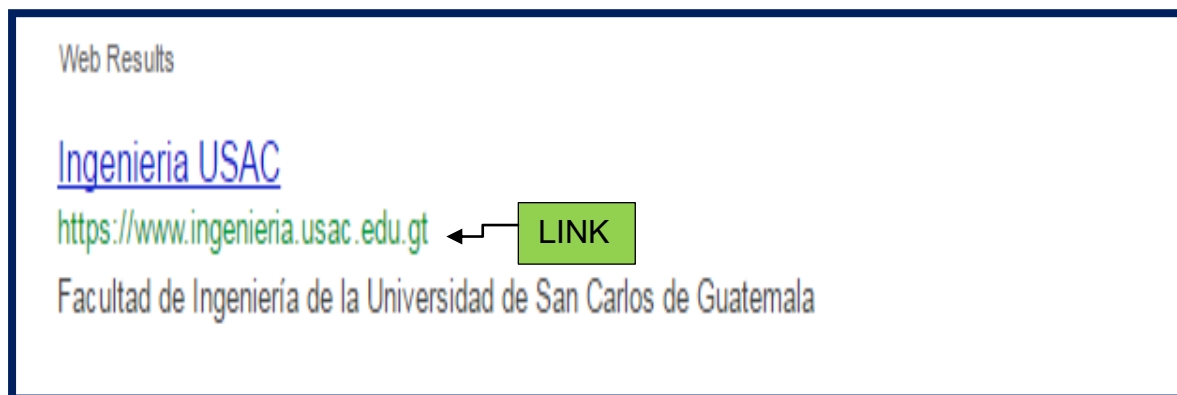 Web Results
Ingenieria USAC
https://www.ingenieria.usac.edu.gt
LINK
Facultad de Ingeniería de la Universidad de San Carlos de Guatemala